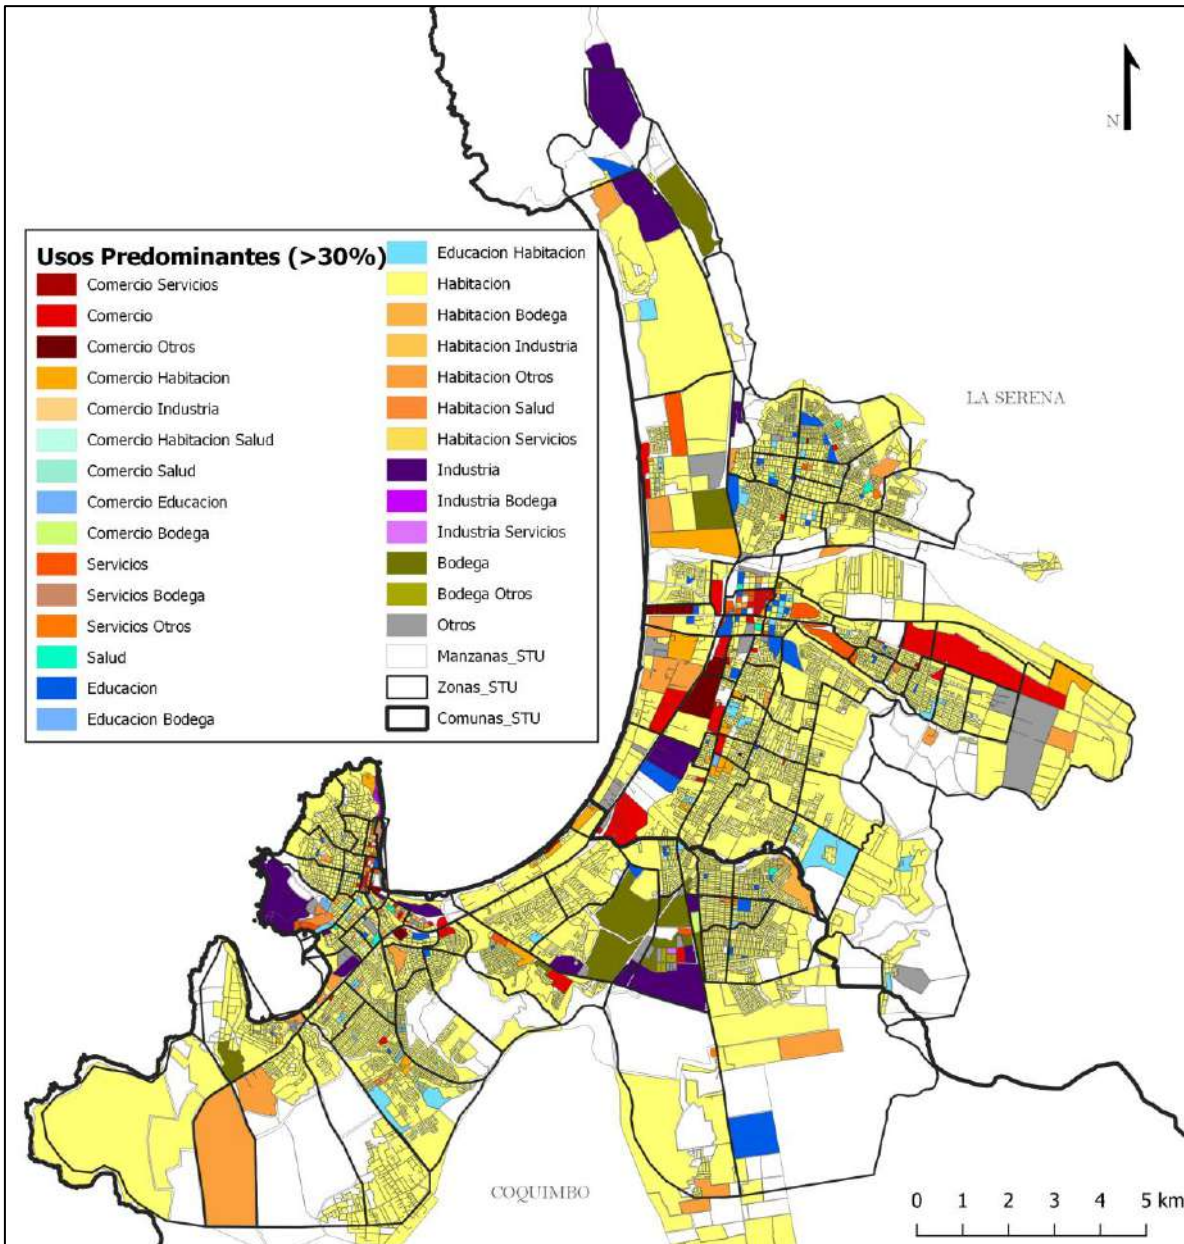 N
Usos Predominantes (>30%)
Comercio Servicios
Comercio
Comercio Otros
Comercio Habitacion
Comercio Industria
Comercio Habitacion Salud
Comercio Salud
Comercio Educacion
Comercio Bodega
Servicios
Servicios Bodega
Servicios Otros
Salud
Educacion
Educacion Bodega
Educacion Habitacion
Habitacion
Habitacion Bodega
Habitacion Industria
Habitacion Otros
Habitacion Salud
Habitacion Servicios
Industria
Industria Bodega
Industria Servicios
Bodega
Bodega Otros
Otros
Manzanas_STU
Zonas_STU
Comunas_STU
LA SERENA
COQUIMBO
0 1 2 3 4 5 km